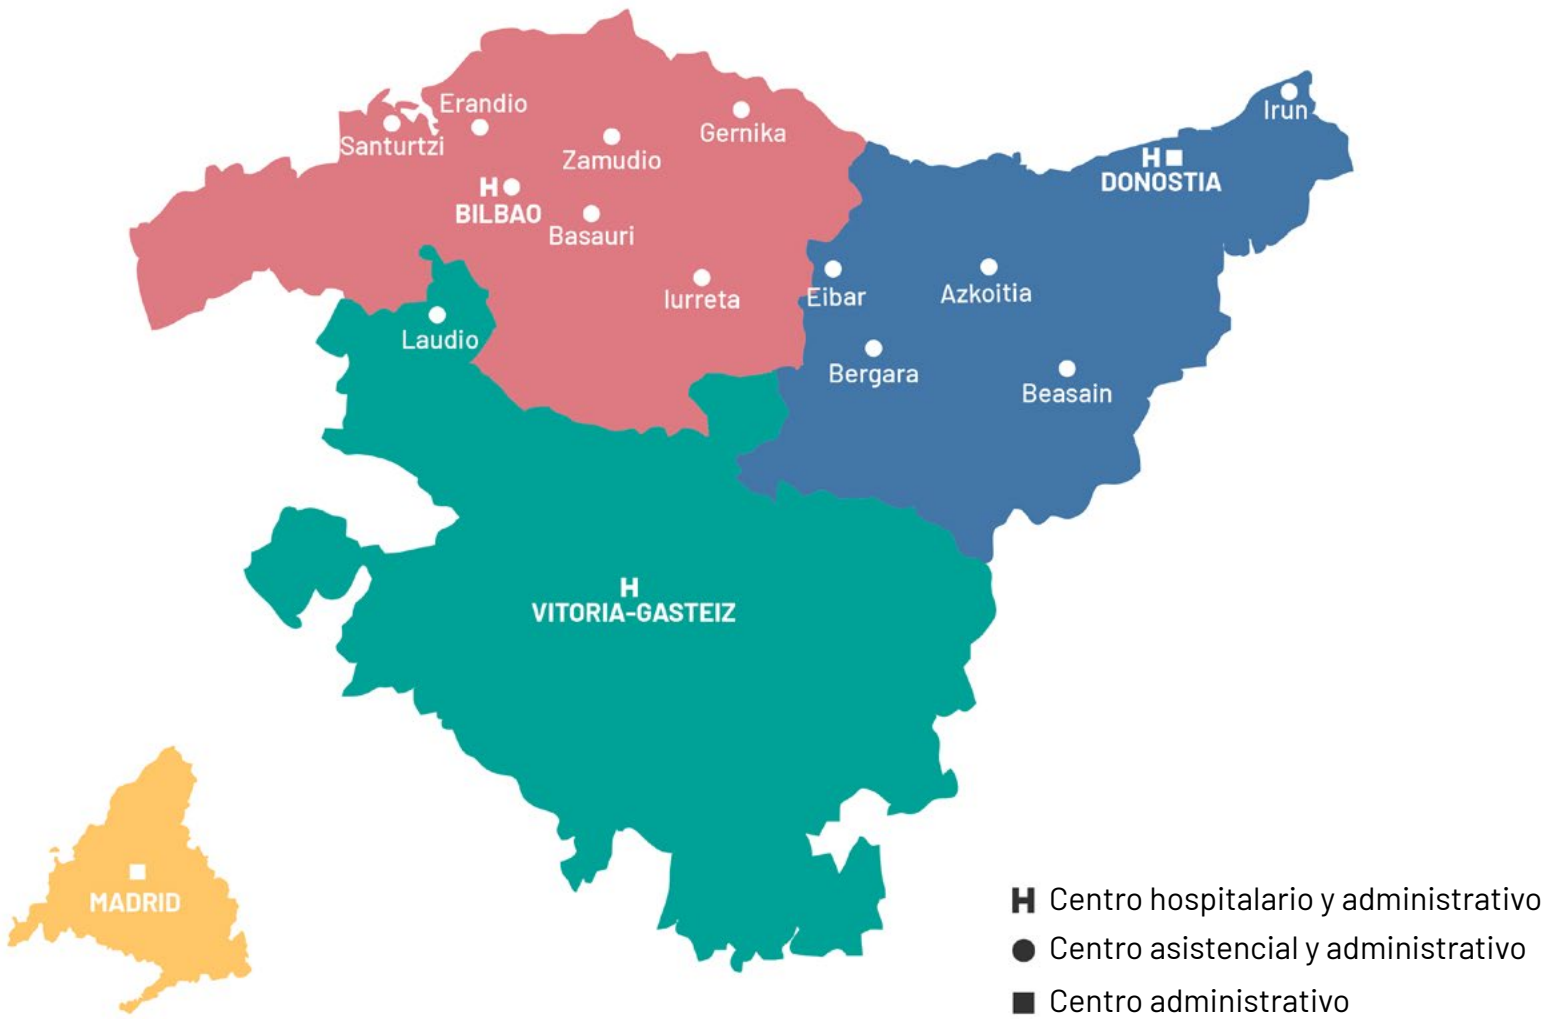 Erandio
Santurtzi
Gernika
Zamudio
H
BILBAO
Basauri
Iurreta
Laudio
Irun
H
DONOSTIA
Eibar
Azkoitia
Bergara
Beasain
H
VITORIA-GASTEIZ
MADRID
H Centro hospitalario y administrativo
Centro asistencial y administrativo
Centro administrativo